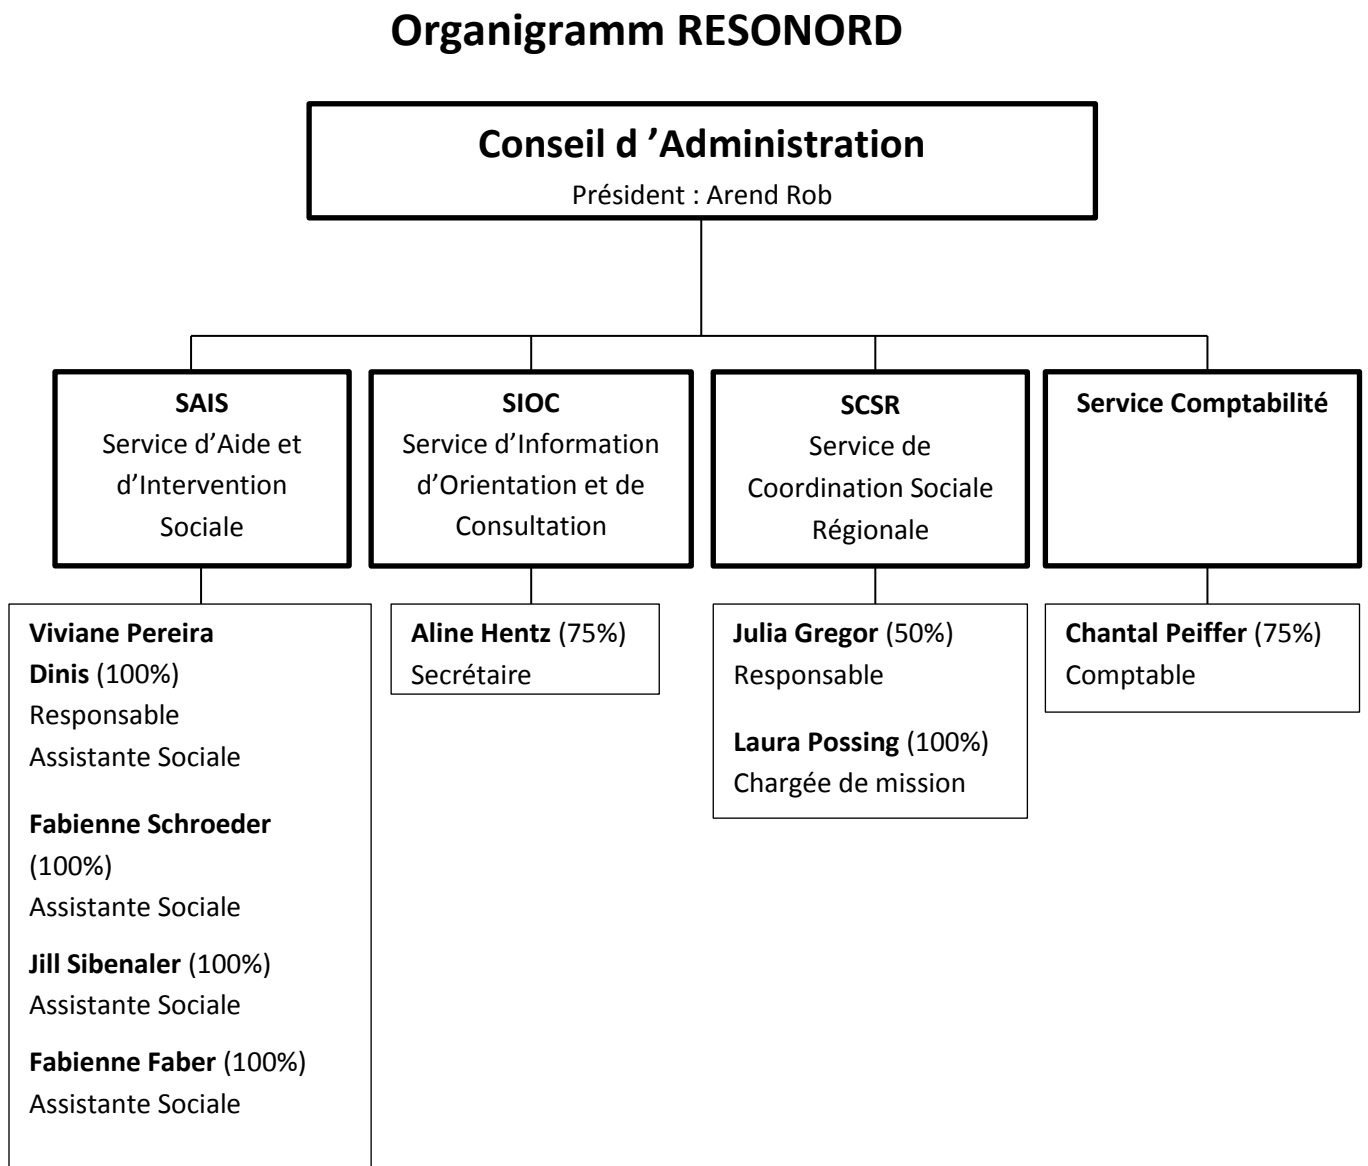 Organigramm RESONORD
Conseil d ’Administration
Président : Arend Rob
SAIS
Service d’Aide et
d’Intervention
Sociale
SIOC
Service d’Information
d’Orientation et de
Consultation
SCSR
Service de
Coordination Sociale
Régionale
Service Comptabilité
Viviane Pereira
Dinis (100%)
Responsable
Assistante Sociale
Fabienne Schroeder
(100%)
Assistante Sociale
Jill Sibenaler (100%)
Assistante Sociale
Fabienne Faber (100%)
Assistante Sociale
Aline Hentz (75%)
Secrétaire
Julia Gregor (50%)
Responsable
Laura Possing (100%)
Chargée de mission
Chantal Peiffer (75%)
Comptable